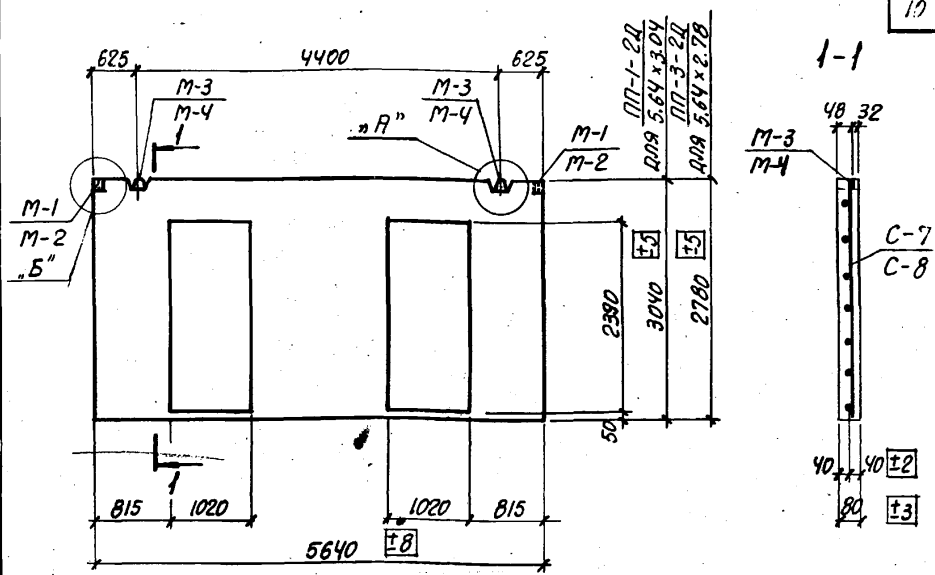 10
625
4400
625
ПП-1-2Д
для 5.64 x 3.04
ПП-3-2Д
для 5.64 x 2.78
1-1
М-3
М-4
1
М-3
М-4
"А"
М-1
М-2
М-1
М-2
"Б"
2390
50
3040
±5
2780
±5
48
32
М-3
М-4
С-7
С-8
40
40
±2
80
±3
1
815
1020
1020
815
±8
5640